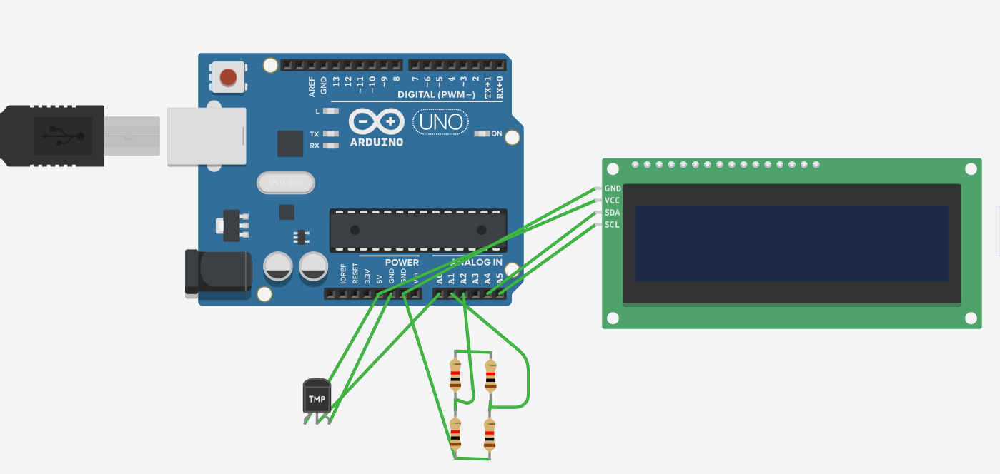 AREF
GND
13
12
~11
~10
~9
8
7
~6
~5
4
~3
2
TX→1
RX←0
DIGITAL (PWM~)
L
TX
RX
UNO
ON
ARDUINO
GND
VCC
SDA
SCL
POWER
ANALOG IN
IOREF
RESET
3.3V
5V
GND
GND
A0
A1
A2
A3
A4
A5
TMP